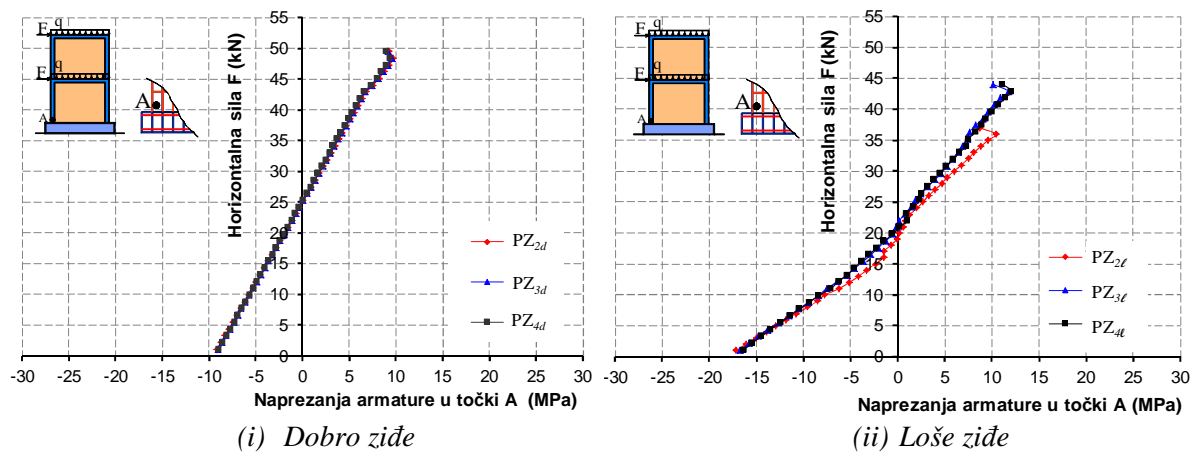 F
q
F
q
A
A
Horizontalna sila F (kN)
60
55
50
45
40
35
30
25
20
15
10
5
0
PZ2d
PZ3d
PZ4d
-30 -25 -20 -15 -10 -5 0 5 10 15 20 25 30
Naprezanja armature u točki A (MPa)
(i) Dobro ziđe
F
q
F
q
A
A
Horizontalna sila F (kN)
60
55
50
45
40
35
30
25
20
15
10
5
0
PZ2ℓ
PZ3ℓ
PZ4ℓ
-30 -25 -20 -15 -10 -5 0 5 10 15 20 25 30
Naprezanja armature u točki A (MPa)
(ii) Loše ziđe